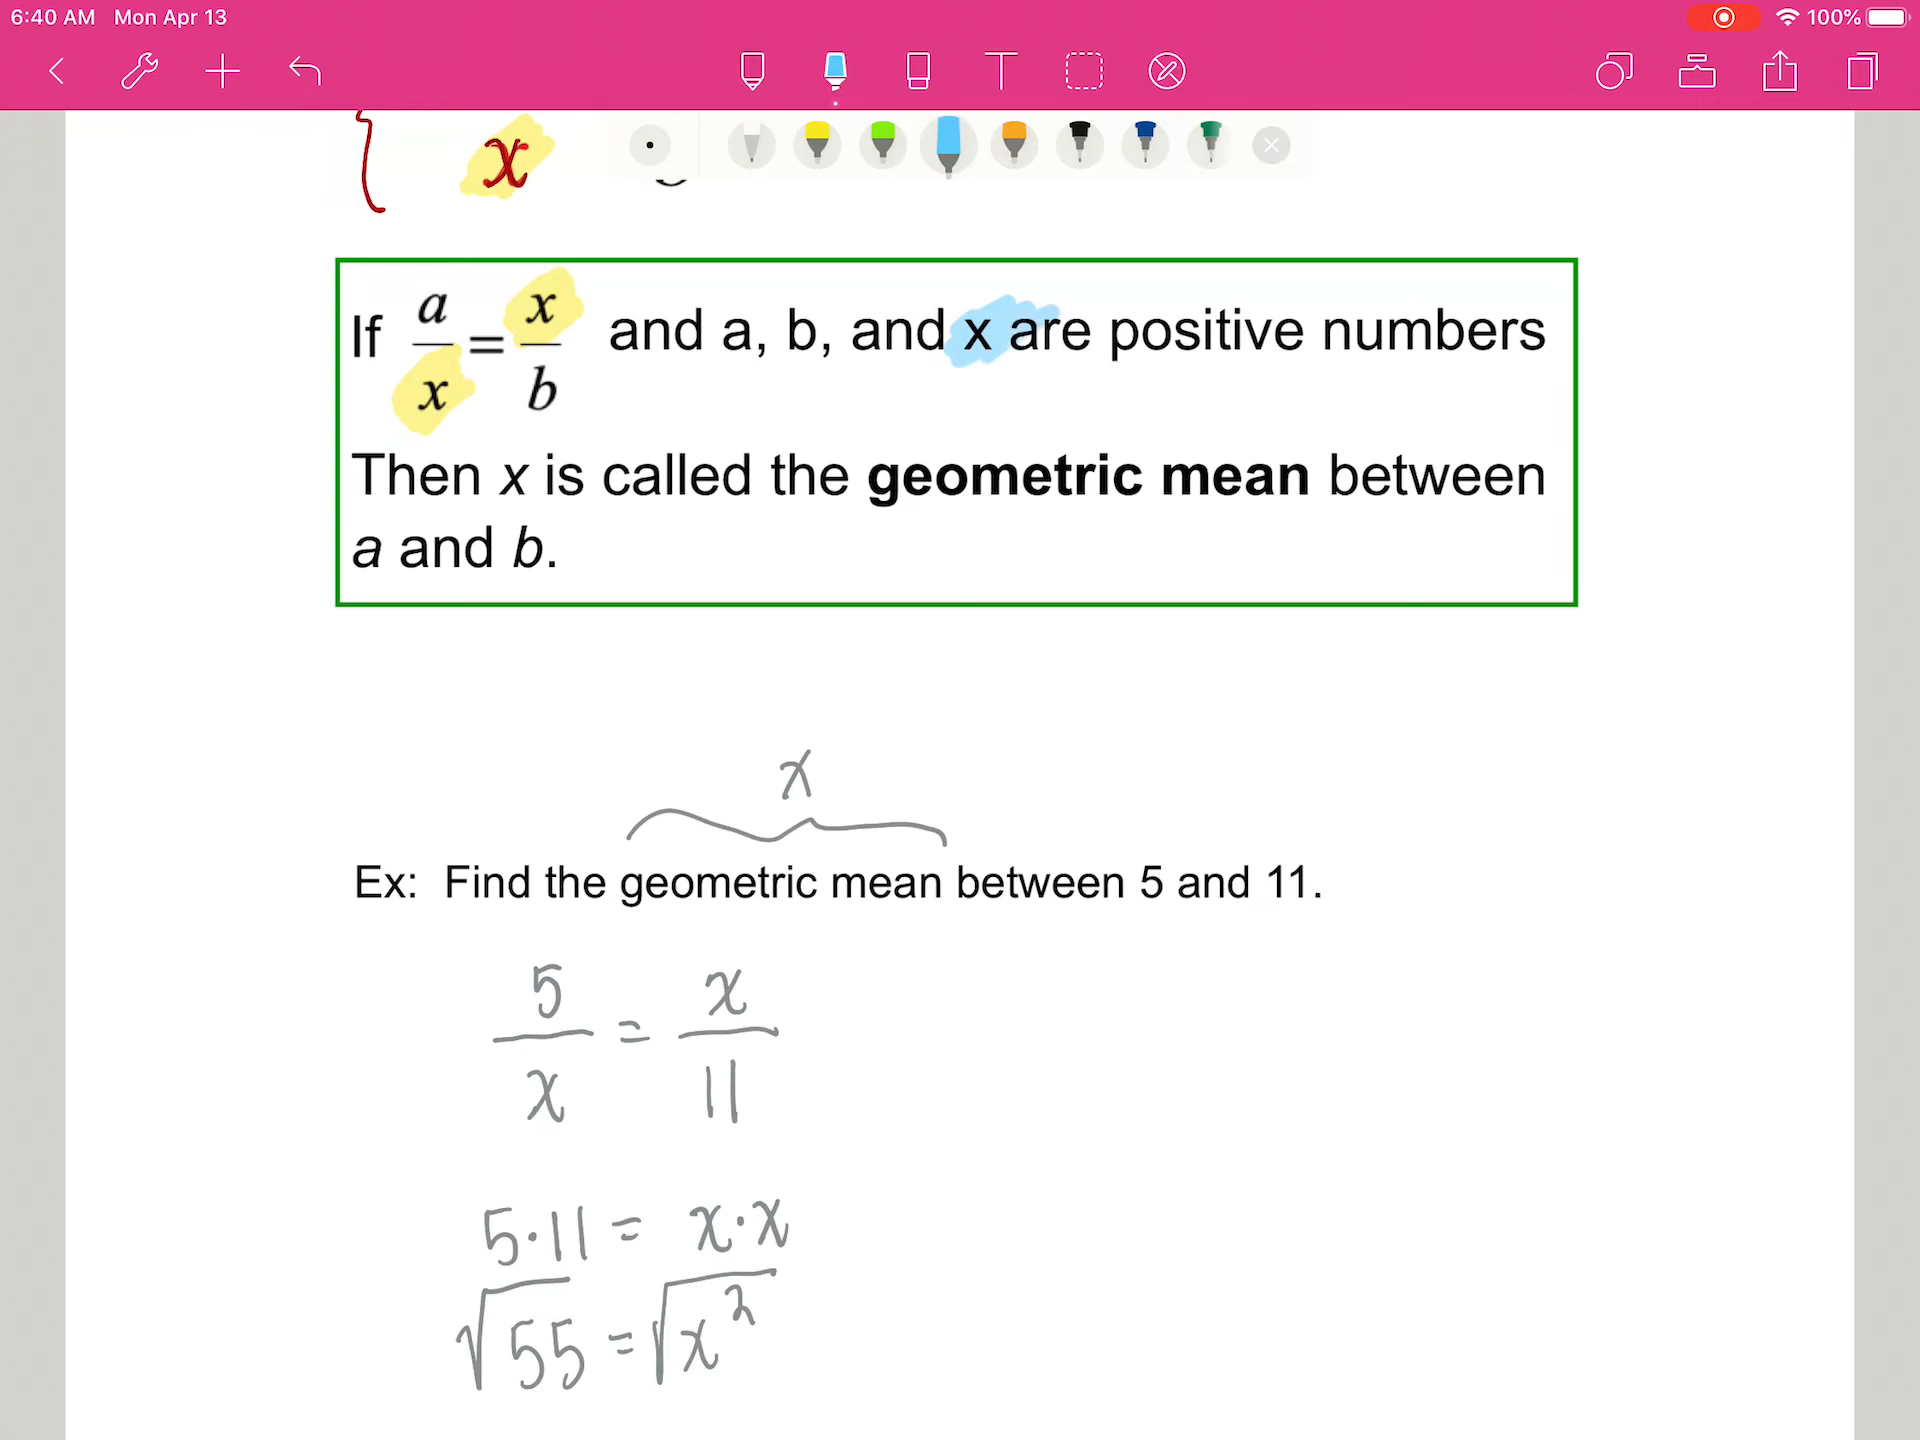 6:40 AM Mon Apr 13 100%
x
If a/x = x/b and a, b, and x are positive numbers
Then x is called the geometric mean between
a and b.
x
Ex: Find the geometric mean between 5 and 11.
5/x = x/11
5·11 = x·x
√55 = √x²